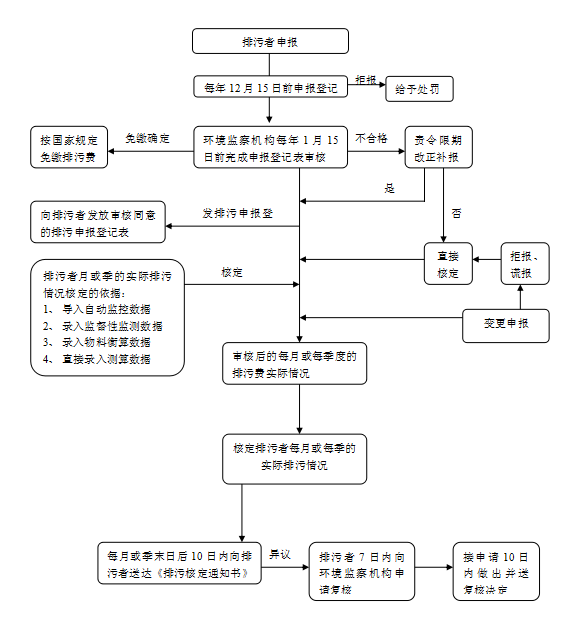 排污者申报
每年12月15日前申报登记
拒报
给予处罚
按国家规定
免缴排污费
免缴确定
环境监察机构每年1月15
日前完成申报登记表审核
不合格
责令限期
改正补报
是
向排污者发放审核同意
的排污申报登记表
发排污申报登
否
直接
核定
拒报、
谎报
排污者月或季的实际排污
情况核定的依据：
1、 导入自动监控数据
2、 录入监督性监测数据
3、 录入物料衡算数据
4、 直接录入测算数据
核定
变更申报
审核后的每月或每季度的
排污费实际情况
核定排污者每月或每季的
实际排污情况
每月或季末日后10日内向排
污者送达《排污核定通知书》
异议
排污者7日内向
环境监察机构申
请复核
接申请10日
内做出并送
复核决定